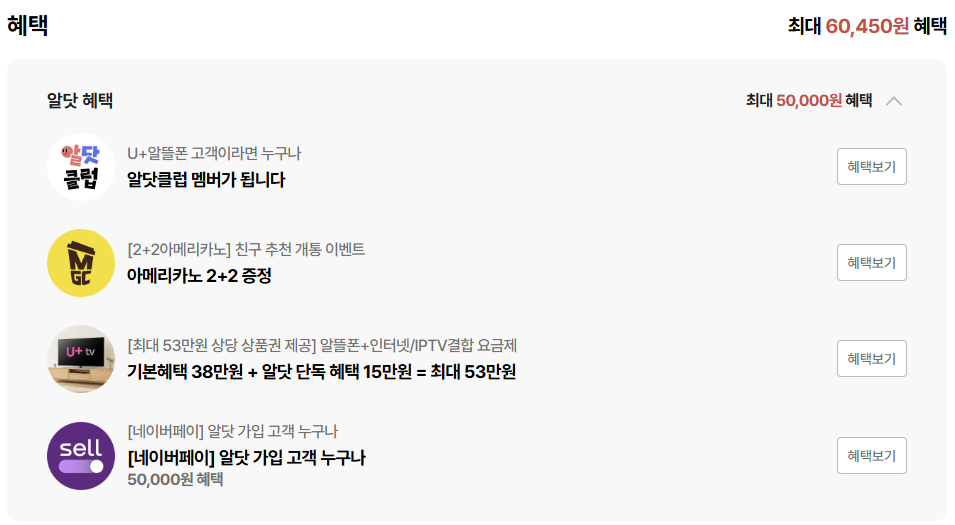 혜택
최대 60,450원 혜택
알닷 혜택
최대 50,000원 혜택
알닷
클럽
U+알뜰폰 고객이라면 누구나
알닷클럽 멤버가 됩니다
혜택보기
M
GC
[2+2아메리카노] 친구 추천 개통 이벤트
아메리카노 2+2 증정
혜택보기
U+ tv
[최대 53만원 상당 상품권 제공] 알뜰폰+인터넷/IPTV결합 요금제
기본혜택 38만원 + 알닷 단독 혜택 15만원 = 최대 53만원
혜택보기
sell
[네이버페이] 알닷 가입 고객 누구나
[네이버페이] 알닷 가입 고객 누구나
50,000원 혜택
혜택보기